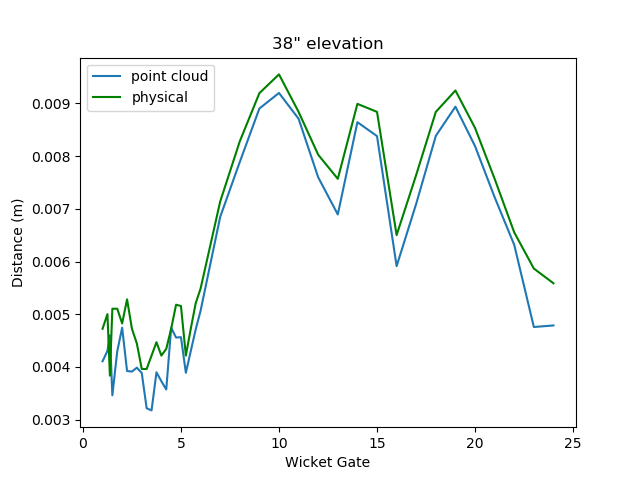 38" elevation
point cloud
physical
0.009
0.008
0.007
0.006
0.005
0.004
0.003
Distance (m)
0 5 10 15 20 25
Wicket Gate